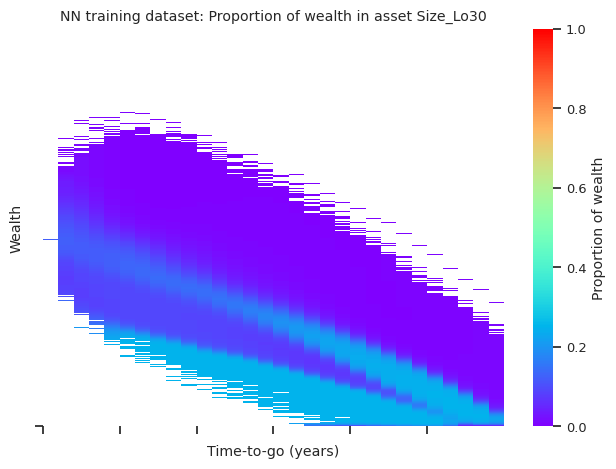 NN training dataset: Proportion of wealth in asset Size_Lo30
Wealth
Time-to-go (years)
1.0
0.8
0.6
0.4
0.2
0.0
Proportion of wealth